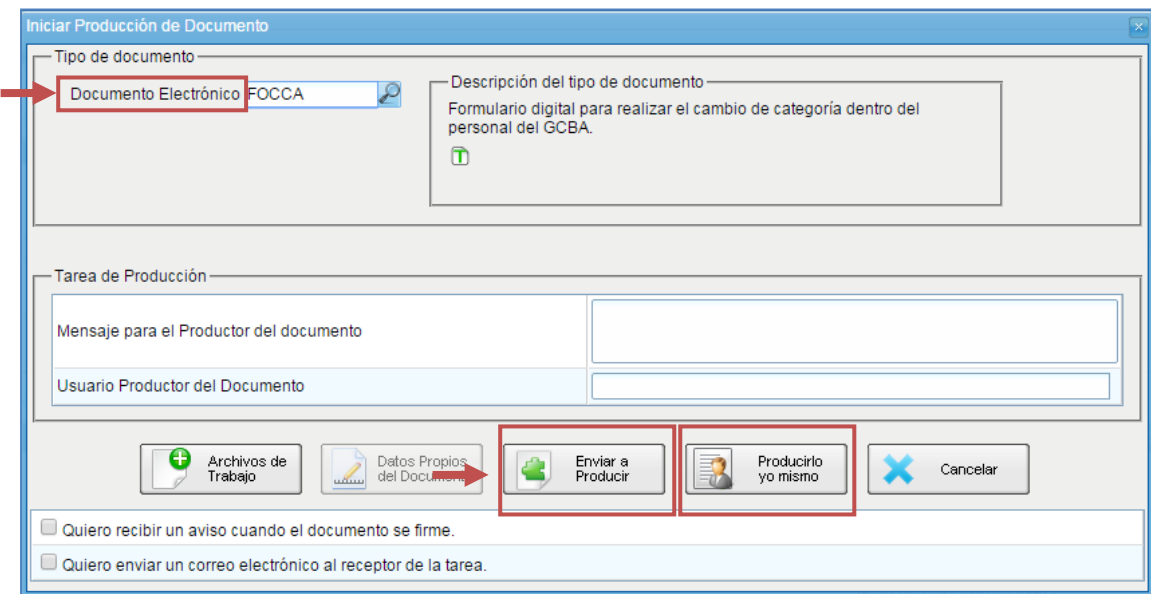 Iniciar Producción de Documento
Tipo de documento
Documento Electrónico FOCCA
Descripción del tipo de documento
Formulario digital para realizar el cambio de categoría dentro del
personal del GCBA.
T
Tarea de Producción
Mensaje para el Productor del documento
Usuario Productor del Documento
Archivos de
Trabajo
Datos Propios
del
Enviar a
Producir
Producirlo
yo mismo
Cancelar
Quiero recibir un aviso cuando el documento se firme.
Quiero enviar un correo electrónico al receptor de la tarea.